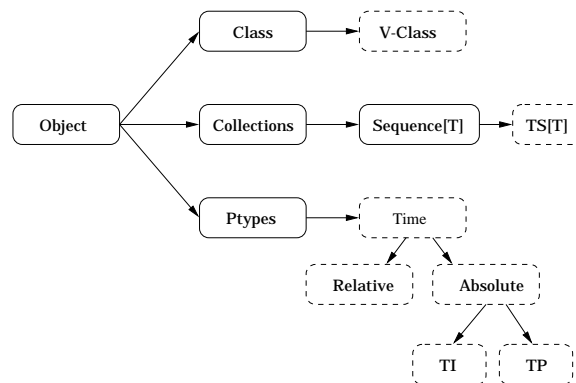 Class
V-Class
Object
Collections
Sequence[T]
TS[T]
Ptypes
Time
Relative
Absolute
TI
TP